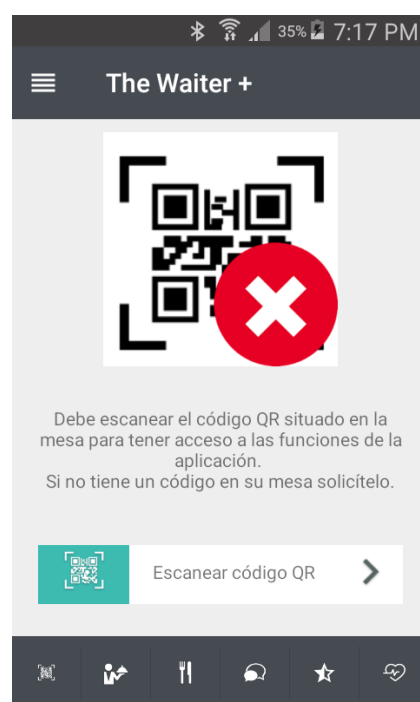 35% 7:17 PM
The Waiter +
Debe escanear el código QR situado en la
mesa para tener acceso a las funciones de la
aplicación.
Si no tiene un código en su mesa solicítelo.
Escanear código QR